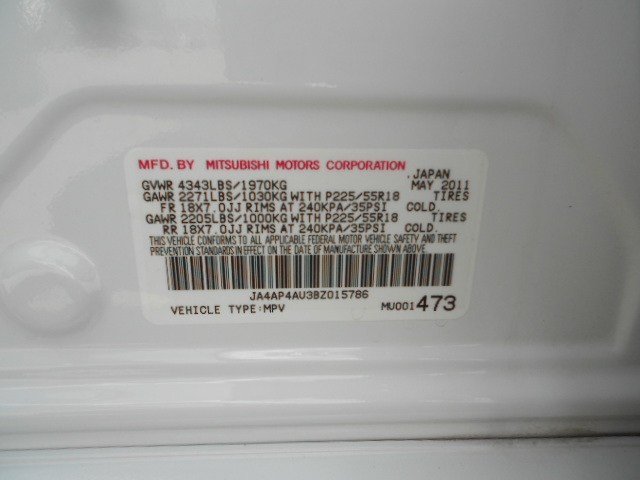 MFD. BY MITSUBISHI MOTORS CORPORATION
, JAPAN
GVWR 4343LBS/1970KG MAY 2011
GAWR 2271LBS/1030KG WITH P225/55R18 TIRES
FR 18X7.0JJ RIMS AT 240KPA/35PSI COLD.
GAWR 2205LBS/1000KG WITH P225/55R18 TIRES
RR 18X7.0JJ RIMS AT 240KPA/35PSI COLD.
THIS VEHICLE CONFORMS TO ALL APPLICABLE FEDERAL MOTOR VEHICLE SAFETY AND THEFT
PREVENTION STANDARDS IN EFFECT ON THE DATE OF MANUFACTURE SHOWN ABOVE.
JA4AP4AU3BZ015786
VEHICLE TYPE:MPV MU001473